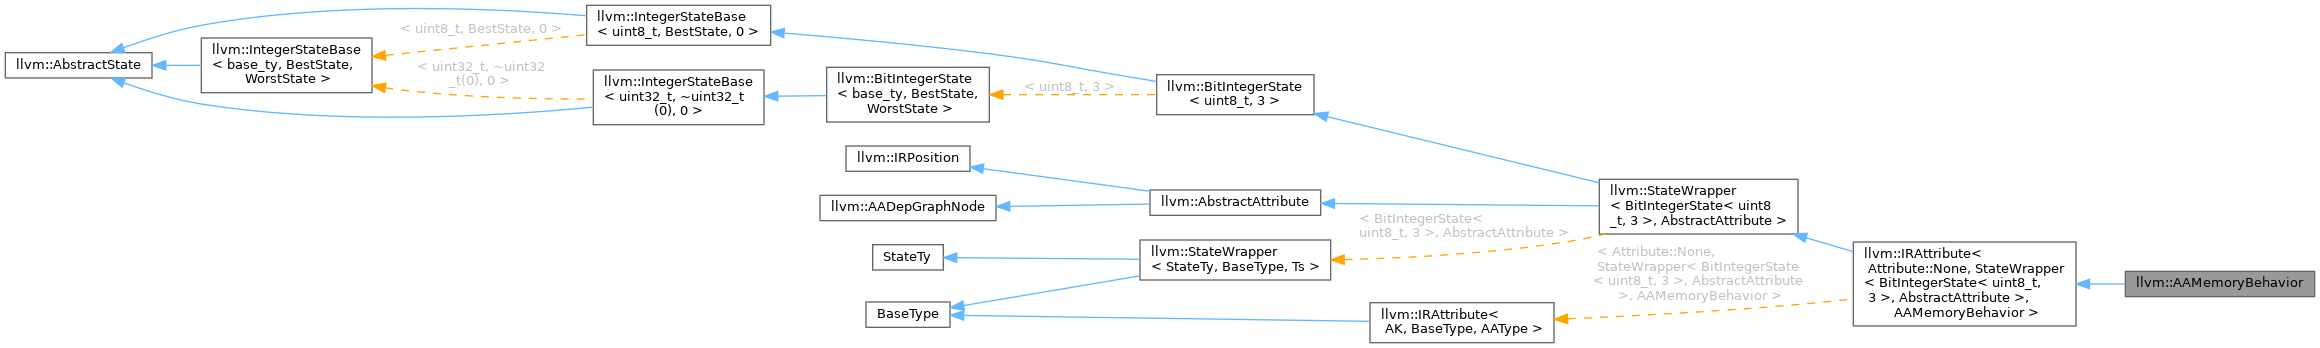 llvm::AbstractState
llvm::IntegerStateBase
< base_ty, BestState,
WorstState >
< uint8_t, BestState, 0 >
< uint32_t, ~uint32
_t(0), 0 >
llvm::IntegerStateBase
< uint8_t, BestState, 0 >
llvm::IntegerStateBase
< uint32_t, ~uint32_t
(0), 0 >
llvm::BitIntegerState
< base_ty, BestState,
WorstState >
< uint8_t, 3 >
llvm::BitIntegerState
< uint8_t, 3 >
llvm::IRPosition
llvm::AADepGraphNode
llvm::AbstractAttribute
StateTy
BaseType
llvm::StateWrapper
< StateTy, BaseType, Ts >
< BitIntegerState<
uint8_t, 3 >, AbstractAttribute >
llvm::IRAttribute<
AK, BaseType, AAType >
llvm::StateWrapper
< BitIntegerState< uint8
_t, 3 >, AbstractAttribute >
< Attribute::None,
StateWrapper< BitIntegerState
< uint8_t, 3 >, AbstractAttribute
>, AAMemoryBehavior >
llvm::IRAttribute<
Attribute::None, StateWrapper
< BitIntegerState< uint8_t,
3 >, AbstractAttribute >,
AAMemoryBehavior >
llvm::AAMemoryBehavior